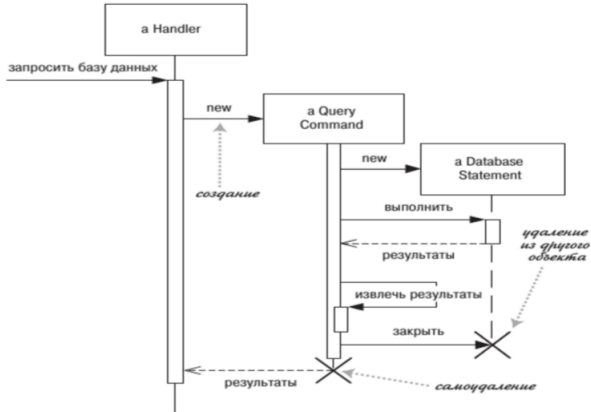 a Handler
запросить базу данных
new
a Query
Command
new
a Database
Statement
создание
выполнить
удаление
из другого
объекта
результаты
извлечь результаты
закрыть
результаты
самоудаление